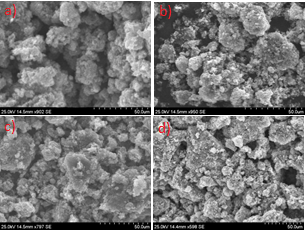 a)
b)
25.0kV 14.5mm x902 SE
50.0um
25.0kV 14.5mm x950 SE
50.0um
c)
d)
25.0kV 14.5mm x797 SE
50.0um
25.0kV 14.4mm x598 SE
50.0um